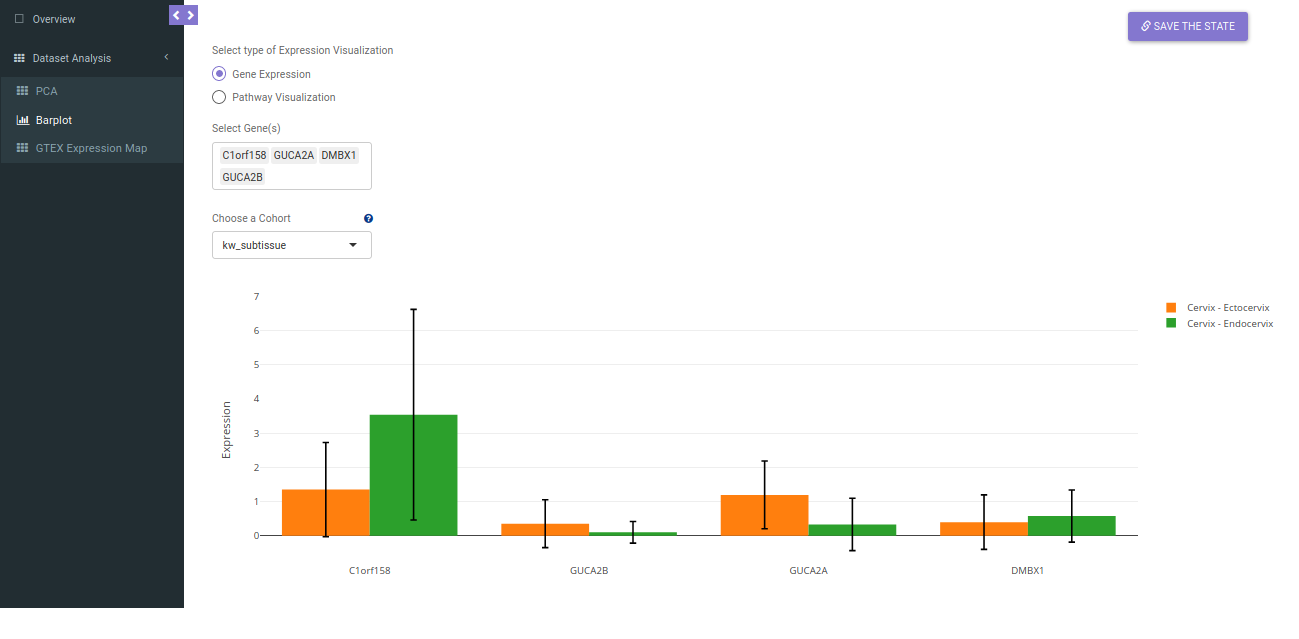 Overview
Dataset Analysis
PCA
Barplot
GTEX Expression Map
SAVE THE STATE
Select type of Expression Visualization
Gene Expression
Pathway Visualization
Select Gene(s)
C1orf158 GUCA2A DMBX1
GUCA2B
Choose a Cohort
kw_subtissue
7
6
5
4
3
2
1
0
Expression
C1orf158 GUCA2B GUCA2A DMBX1
Cervix - Ectocervix
Cervix - Endocervix